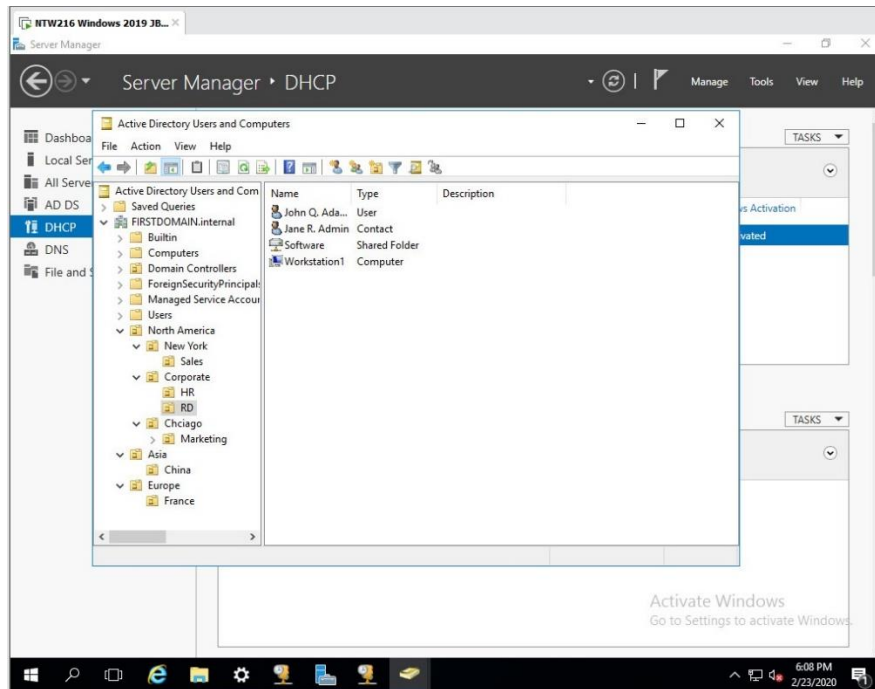 NTW216 Windows 2019 JB...
Server Manager
Server Manager • DHCP
Manage Tools View Help
Dashboa
Local Ser
All Serve
AD DS
DHCP
DNS
File and S
TASKS
vs Activation
vated
TASKS
Active Directory Users and Computers
File Action View Help
Active Directory Users and Com
Saved Queries
FIRSTDOMAIN.internal
Builtin
Computers
Domain Controllers
ForeignSecurityPrincipals
Managed Service Accour
Users
North America
New York
Sales
Corporate
HR
RD
Chciago
Marketing
Asia
China
Europe
France
Name Type Description
John Q. Ada... User
Jane R. Admin Contact
Software Shared Folder
Workstation1 Computer
Activate Windows
Go to Settings to activate Windows.
6:08 PM
2/23/2020
1